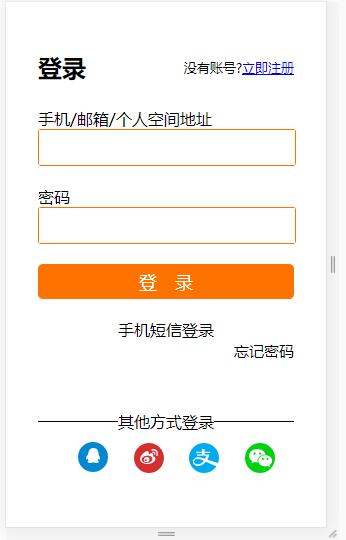 登录 没有账号?立即注册
手机/邮箱/个人空间地址
密码
登 录
手机短信登录
忘记密码
其他方式登录